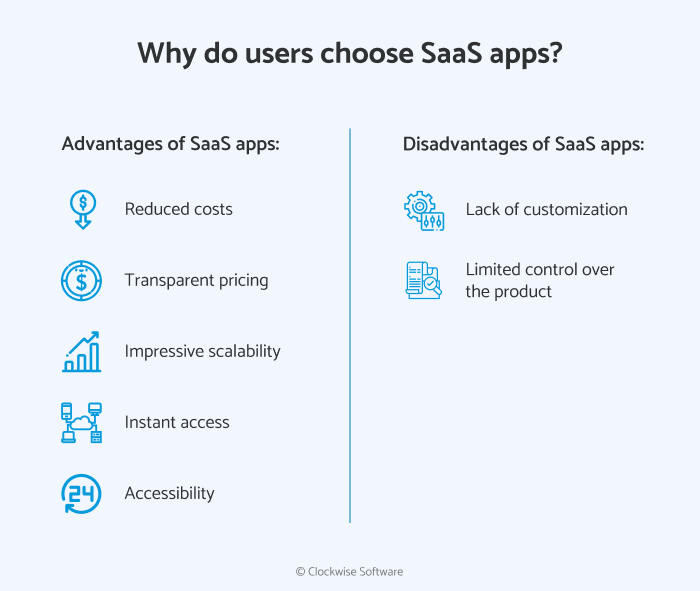 Why do users choose SaaS apps?
Advantages of SaaS apps:
Reduced costs
Transparent pricing
Impressive scalability
Instant access
24
Accessibility
Disadvantages of SaaS apps:
Lack of customization
Limited control over
the product
© Clockwise Software